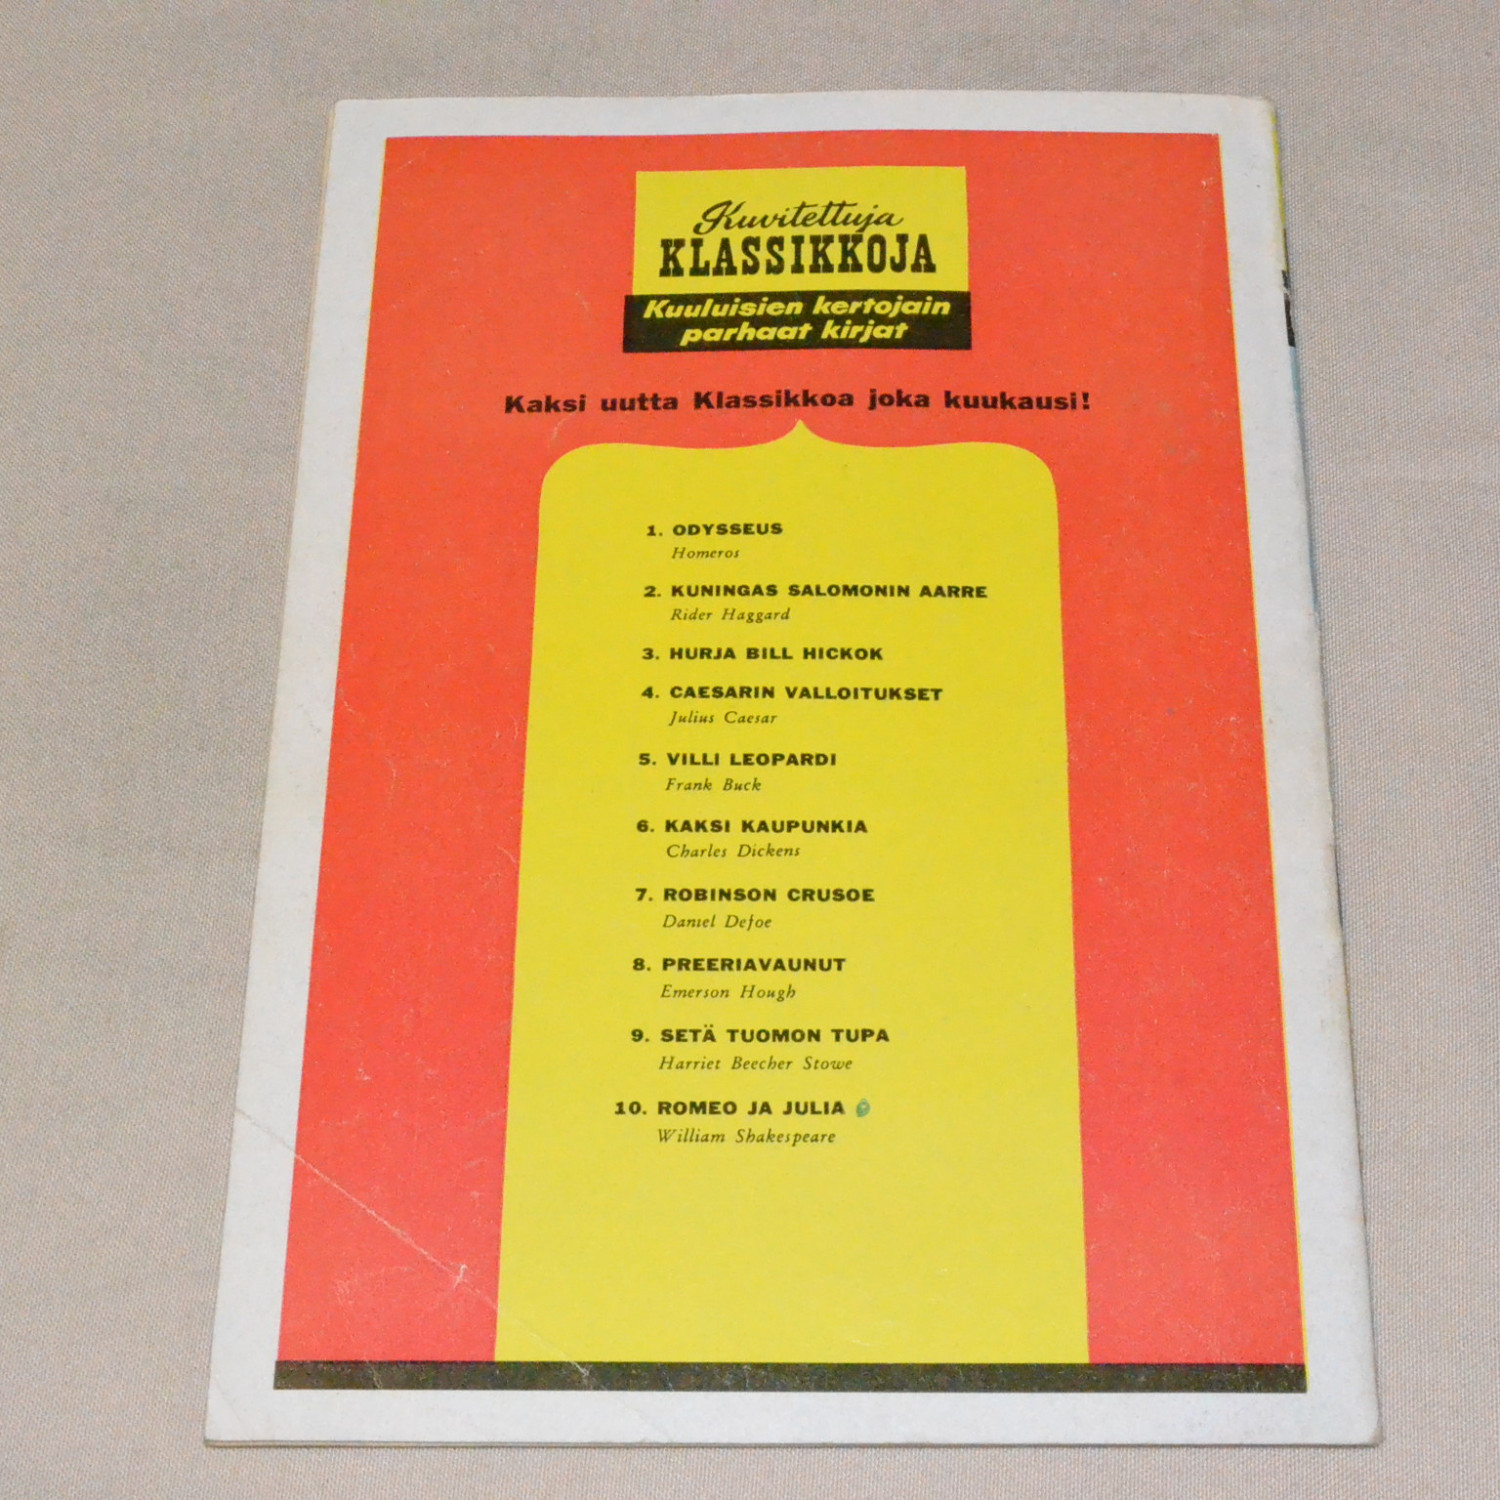 Kuvitettuja
KLASSIKKOJA
Kuuluisien kertojain
parhaat kirjat
Kaksi uutta Klassikkoa joka kuukausi!
1. ODYSSEUS
Homeros
2. KUNINGAS SALOMONIN AARRE
Rider Haggard
3. HURJA BILL HICKOK
4. CAESARIN VALLOITUKSET
Julius Caesar
5. VILLI LEOPARDI
Frank Buck
6. KAKSI KAUPUNKIA
Charles Dickens
7. ROBINSON CRUSOE
Daniel Defoe
8. PREERIAVAUNUT
Emerson Hough
9. SETÄ TUOMON TUPA
Harriet Beecher Stowe
10. ROMEO JA JULIA
William Shakespeare